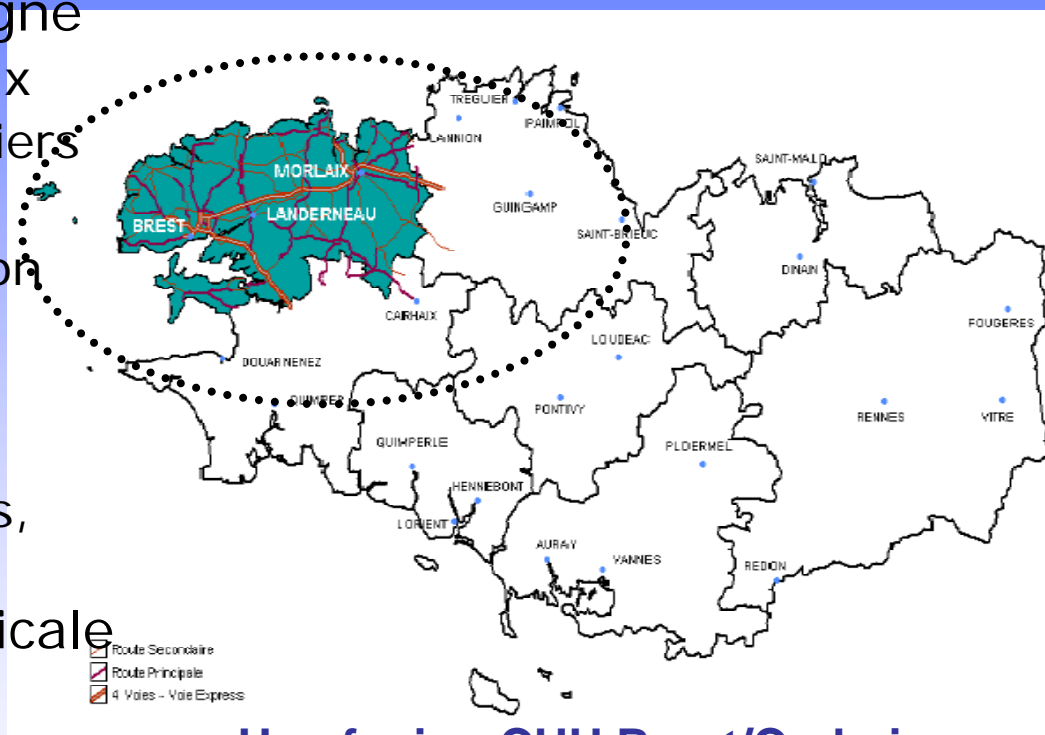 gne
x
iers
on
s,
icale
TREGUIER
PAIMPOL
LANNION
SAINT-MALO
MORLAIX
GUINGAMP
LANDERNEAU
BREST
SAINT-BRIEUC
DINAN
CARHAIX
FOUGERES
LOUDEAC
DOUARNENEZ
QUIMPER
PONTIVY
RENNES
VITRE
QUIMPERLE
PLOERMEL
HENNEBONT
LORIENT
AURAY
VANNES
REDON
Route Secondaire
Route Principale
4 Voies - Voie Express